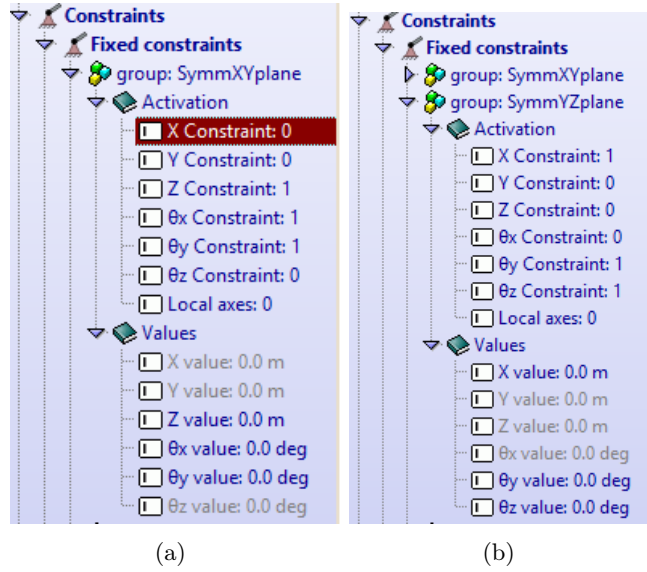 Constraints
Fixed constraints
group: SymmXYplane
Activation
X Constraint: 0
Y Constraint: 0
Z Constraint: 1
θx Constraint: 1
θy Constraint: 1
θz Constraint: 0
Local axes: 0
Values
X value: 0.0 m
Y value: 0.0 m
Z value: 0.0 m
θx value: 0.0 deg
θy value: 0.0 deg
θz value: 0.0 deg
(a)
Constraints
Fixed constraints
group: SymmXYplane
group: SymmYZplane
Activation
X Constraint: 1
Y Constraint: 0
Z Constraint: 0
θx Constraint: 0
θy Constraint: 1
θz Constraint: 1
Local axes: 0
Values
X value: 0.0 m
Y value: 0.0 m
Z value: 0.0 m
θx value: 0.0 deg
θy value: 0.0 deg
θz value: 0.0 deg
(b)